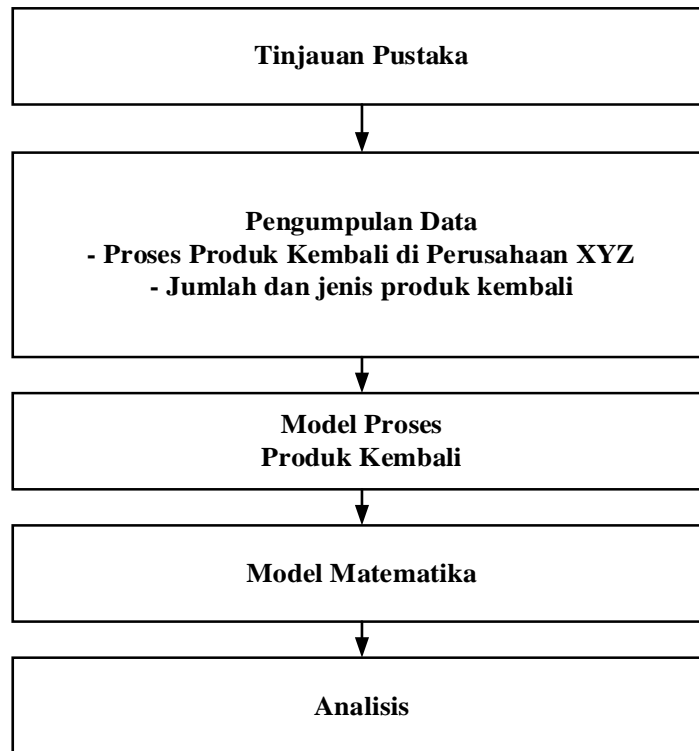 Tinjauan Pustaka
Pengumpulan Data
- Proses Produk Kembali di Perusahaan XYZ
- Jumlah dan jenis produk kembali
Model Proses
Produk Kembali
Model Matematika
Analisis